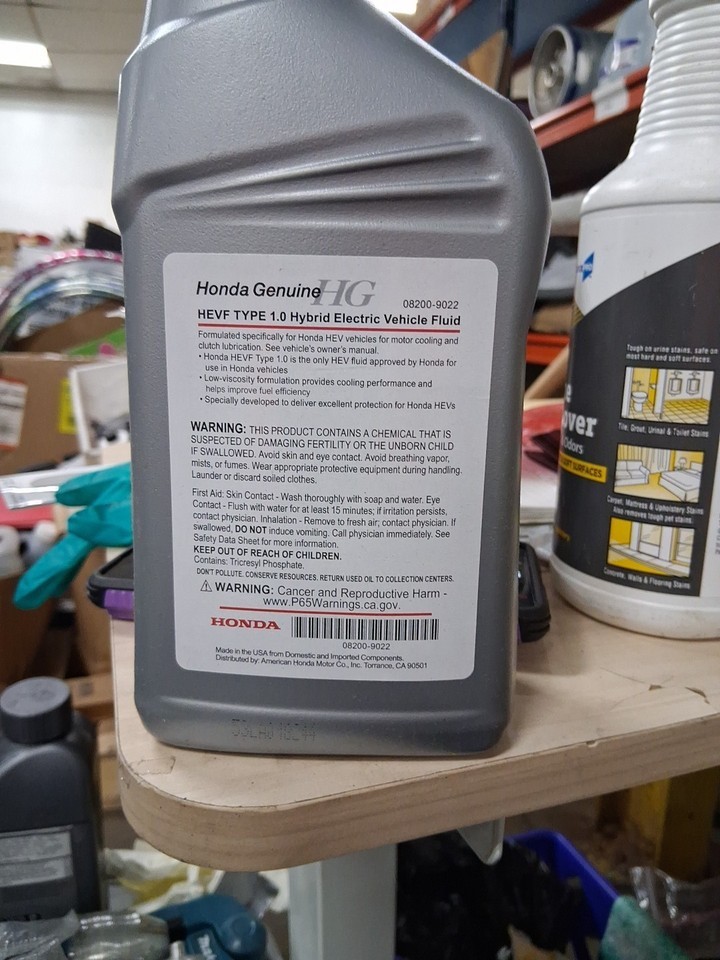 Honda Genuine HG
08200-9022
HEVF TYPE 1.0 Hybrid Electric Vehicle Fluid
Formulated specifically for Honda HEV vehicles for motor cooling and
clutch lubrication. See vehicle's owner's manual.
• Honda HEVF Type 1.0 is the only HEV fluid approved by Honda for
use in Honda vehicles
• Low-viscosity formulation provides cooling performance and
helps improve fuel efficiency
• Specially developed to deliver excellent protection for Honda HEVs
WARNING: THIS PRODUCT CONTAINS A CHEMICAL THAT IS
SUSPECTED OF DAMAGING FERTILITY OR THE UNBORN CHILD
IF SWALLOWED. Avoid skin and eye contact. Avoid breathing vapor,
mists, or fumes. Wear appropriate protective equipment during handling.
Launder or discard soiled clothes.
First Aid: Skin Contact - Wash thoroughly with soap and water. Eye
Contact - Flush with water for at least 15 minutes; if irritation persists,
contact physician. Inhalation - Remove to fresh air; contact physician. If
swallowed, DO NOT induce vomiting. Call physician immediately. See
Safety Data Sheet for more information.
KEEP OUT OF REACH OF CHILDREN.
Contains: Tricresyl Phosphate.
DON'T POLLUTE. CONSERVE RESOURCES. RETURN USED OIL TO COLLECTION CENTERS.
⚠ WARNING: Cancer and Reproductive Harm -
www.P65Warnings.ca.gov.
HONDA
08200-9022
Made in the USA from Domestic and Imported Components.
Distributed by: American Honda Motor Co., Inc. Torrance, CA 90501
Tough on urine stains, safe on
most hard and soft surfaces.
Tile, Grout, Urinal & Toilet Stains
over
Odors
SURFACES
Carpet, Mattress & Upholstery Stains
Also removes tough pet stains.
Concrete, Walls & Flooring Stains